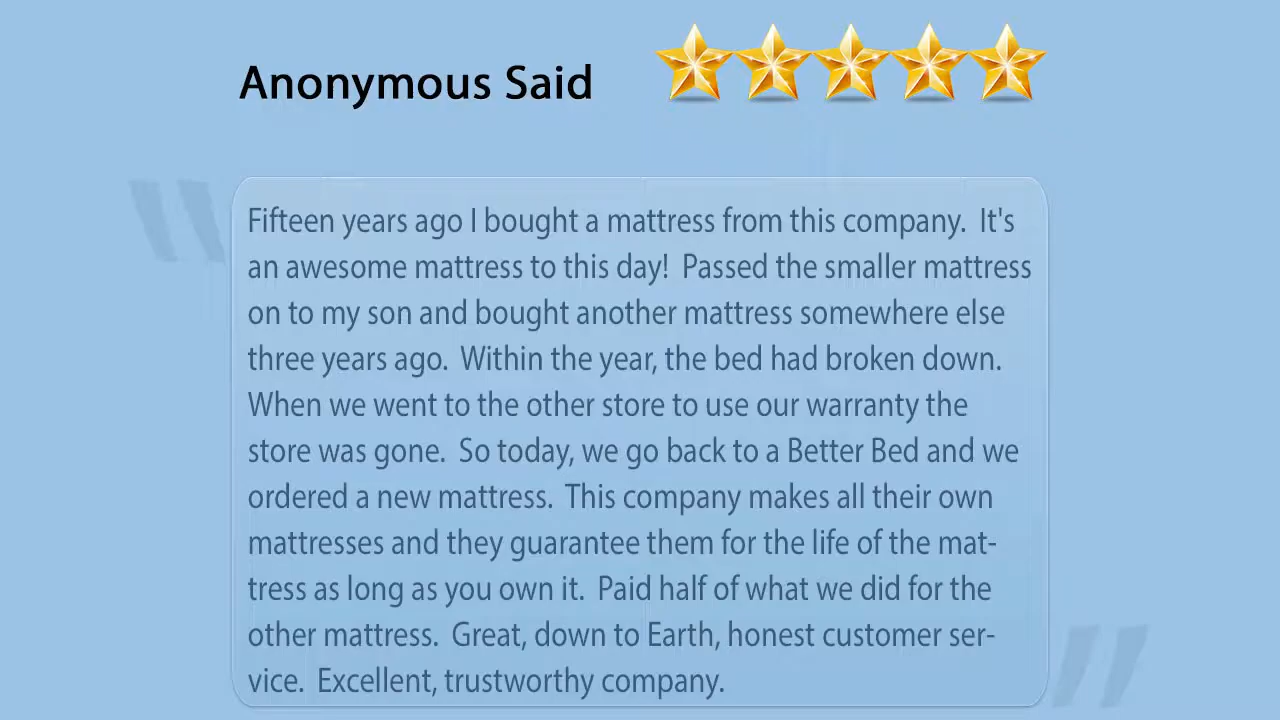 Anonymous Said
Fifteen years ago I bought a mattress from this company.  It's
an awesome mattress to this day!  Passed the smaller mattress
on to my son and bought another mattress somewhere else
three years ago.  Within the year, the bed had broken down.
When we went to the other store to use our warranty the
store was gone.  So today, we go back to a Better Bed and we
ordered a new mattress.  This company makes all their own
mattresses and they guarantee them for the life of the mat-
tress as long as you own it.  Paid half of what we did for the
other mattress.  Great, down to Earth, honest customer ser-
vice.  Excellent, trustworthy company.